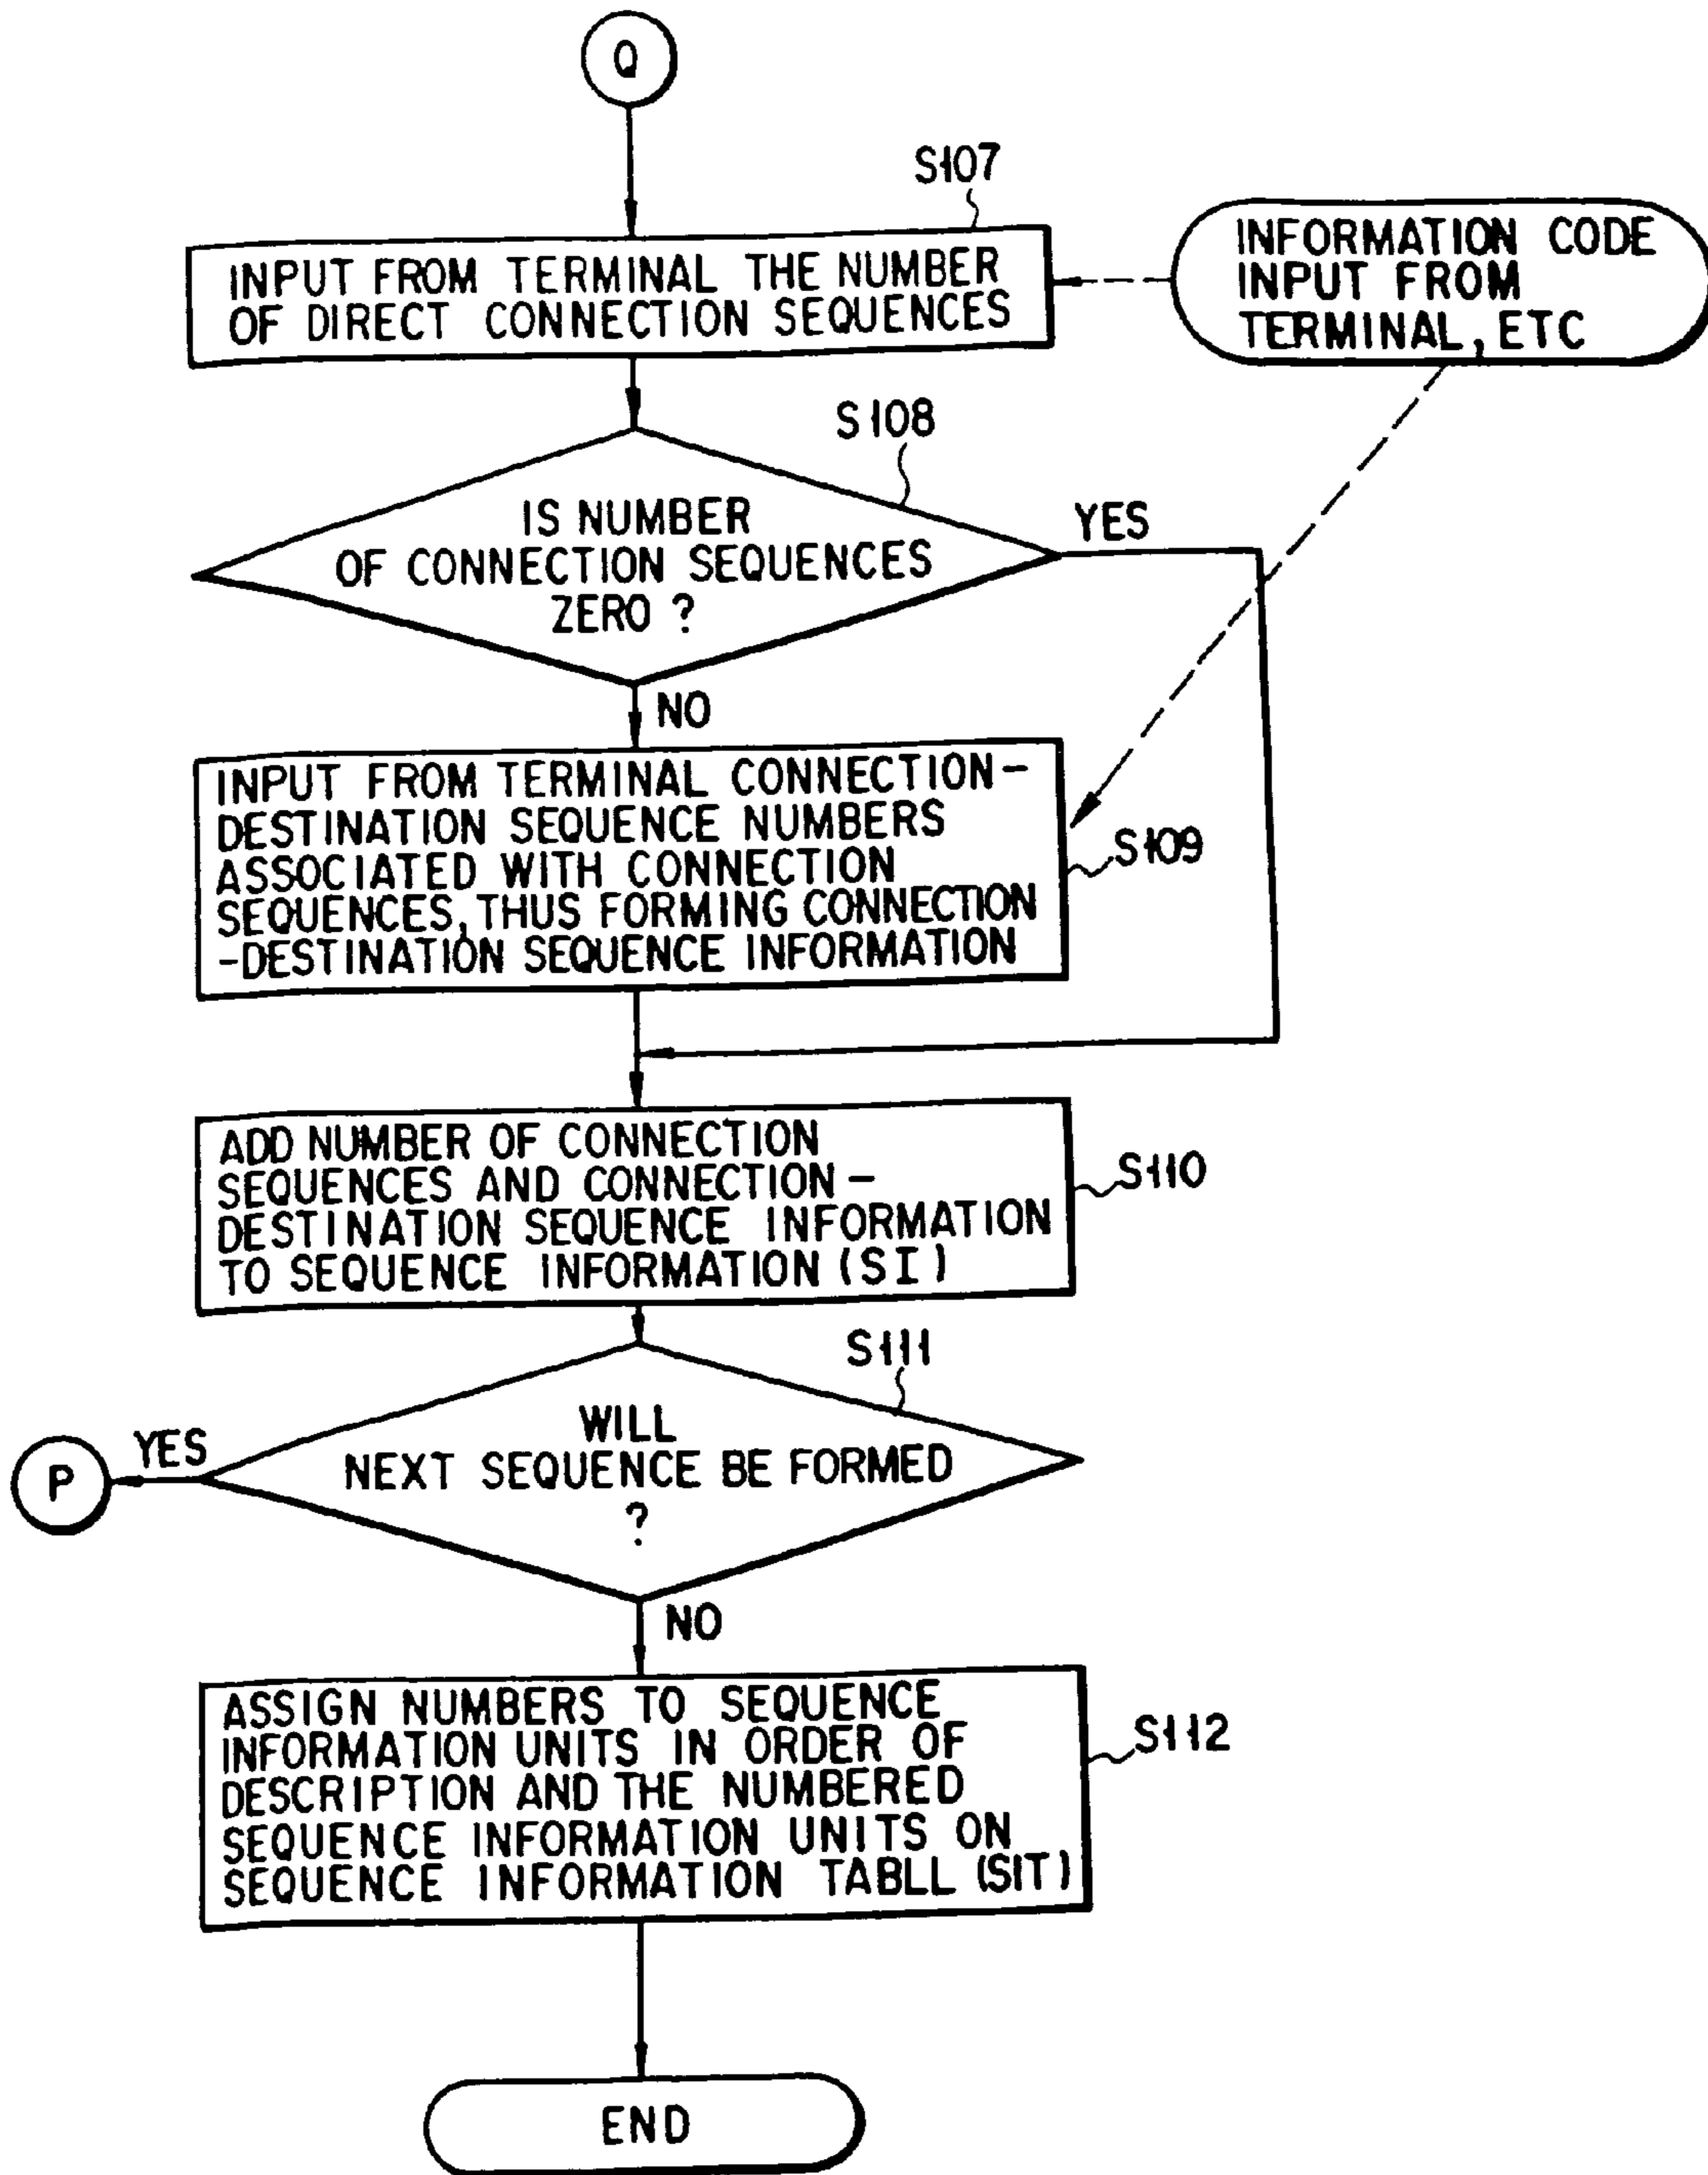 Q
S107
INPUT FROM TERMINAL THE NUMBER
OF DIRECT CONNECTION SEQUENCES
INFORMATION CODE
INPUT FROM
TERMINAL, ETC
S108
IS NUMBER
OF CONNECTION SEQUENCES
ZERO ?
YES
NO
INPUT FROM TERMINAL CONNECTION-
DESTINATION SEQUENCE NUMBERS
ASSOCIATED WITH CONNECTION
SEQUENCES, THUS FORMING CONNECTION
-DESTINATION SEQUENCE INFORMATION
S109
ADD NUMBER OF CONNECTION
SEQUENCES AND CONNECTION-
DESTINATION SEQUENCE INFORMATION
TO SEQUENCE INFORMATION (SI)
S110
S111
WILL
NEXT SEQUENCE BE FORMED
?
YES
P
NO
ASSIGN NUMBERS TO SEQUENCE
INFORMATION UNITS IN ORDER OF
DESCRIPTION AND THE NUMBERED
SEQUENCE INFORMATION UNITS ON
SEQUENCE INFORMATION TABLL (SIT)
S112
END